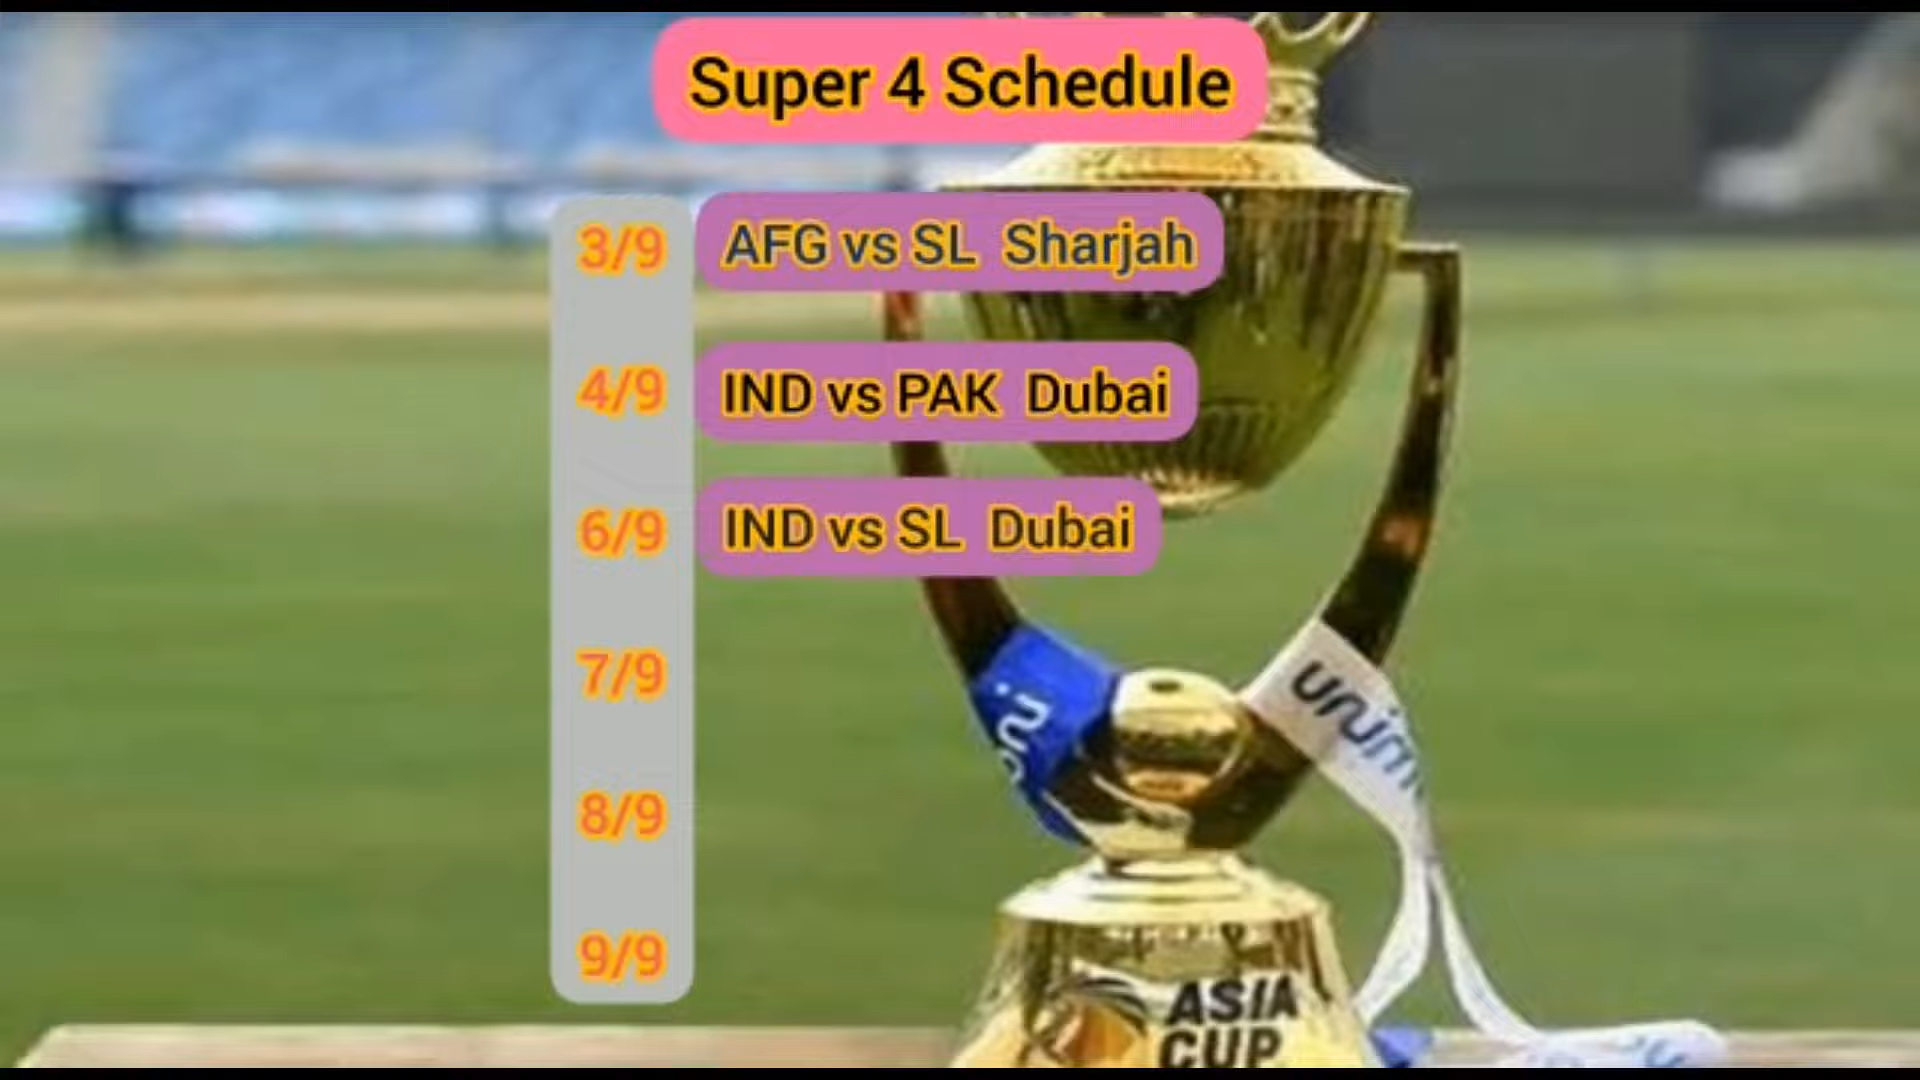 Super 4 Schedule
3/9 AFG vs SL Sharjah
4/9 IND vs PAK Dubai
6/9 IND vs SL Dubai
7/9
8/9
9/9
ASIA
CUP